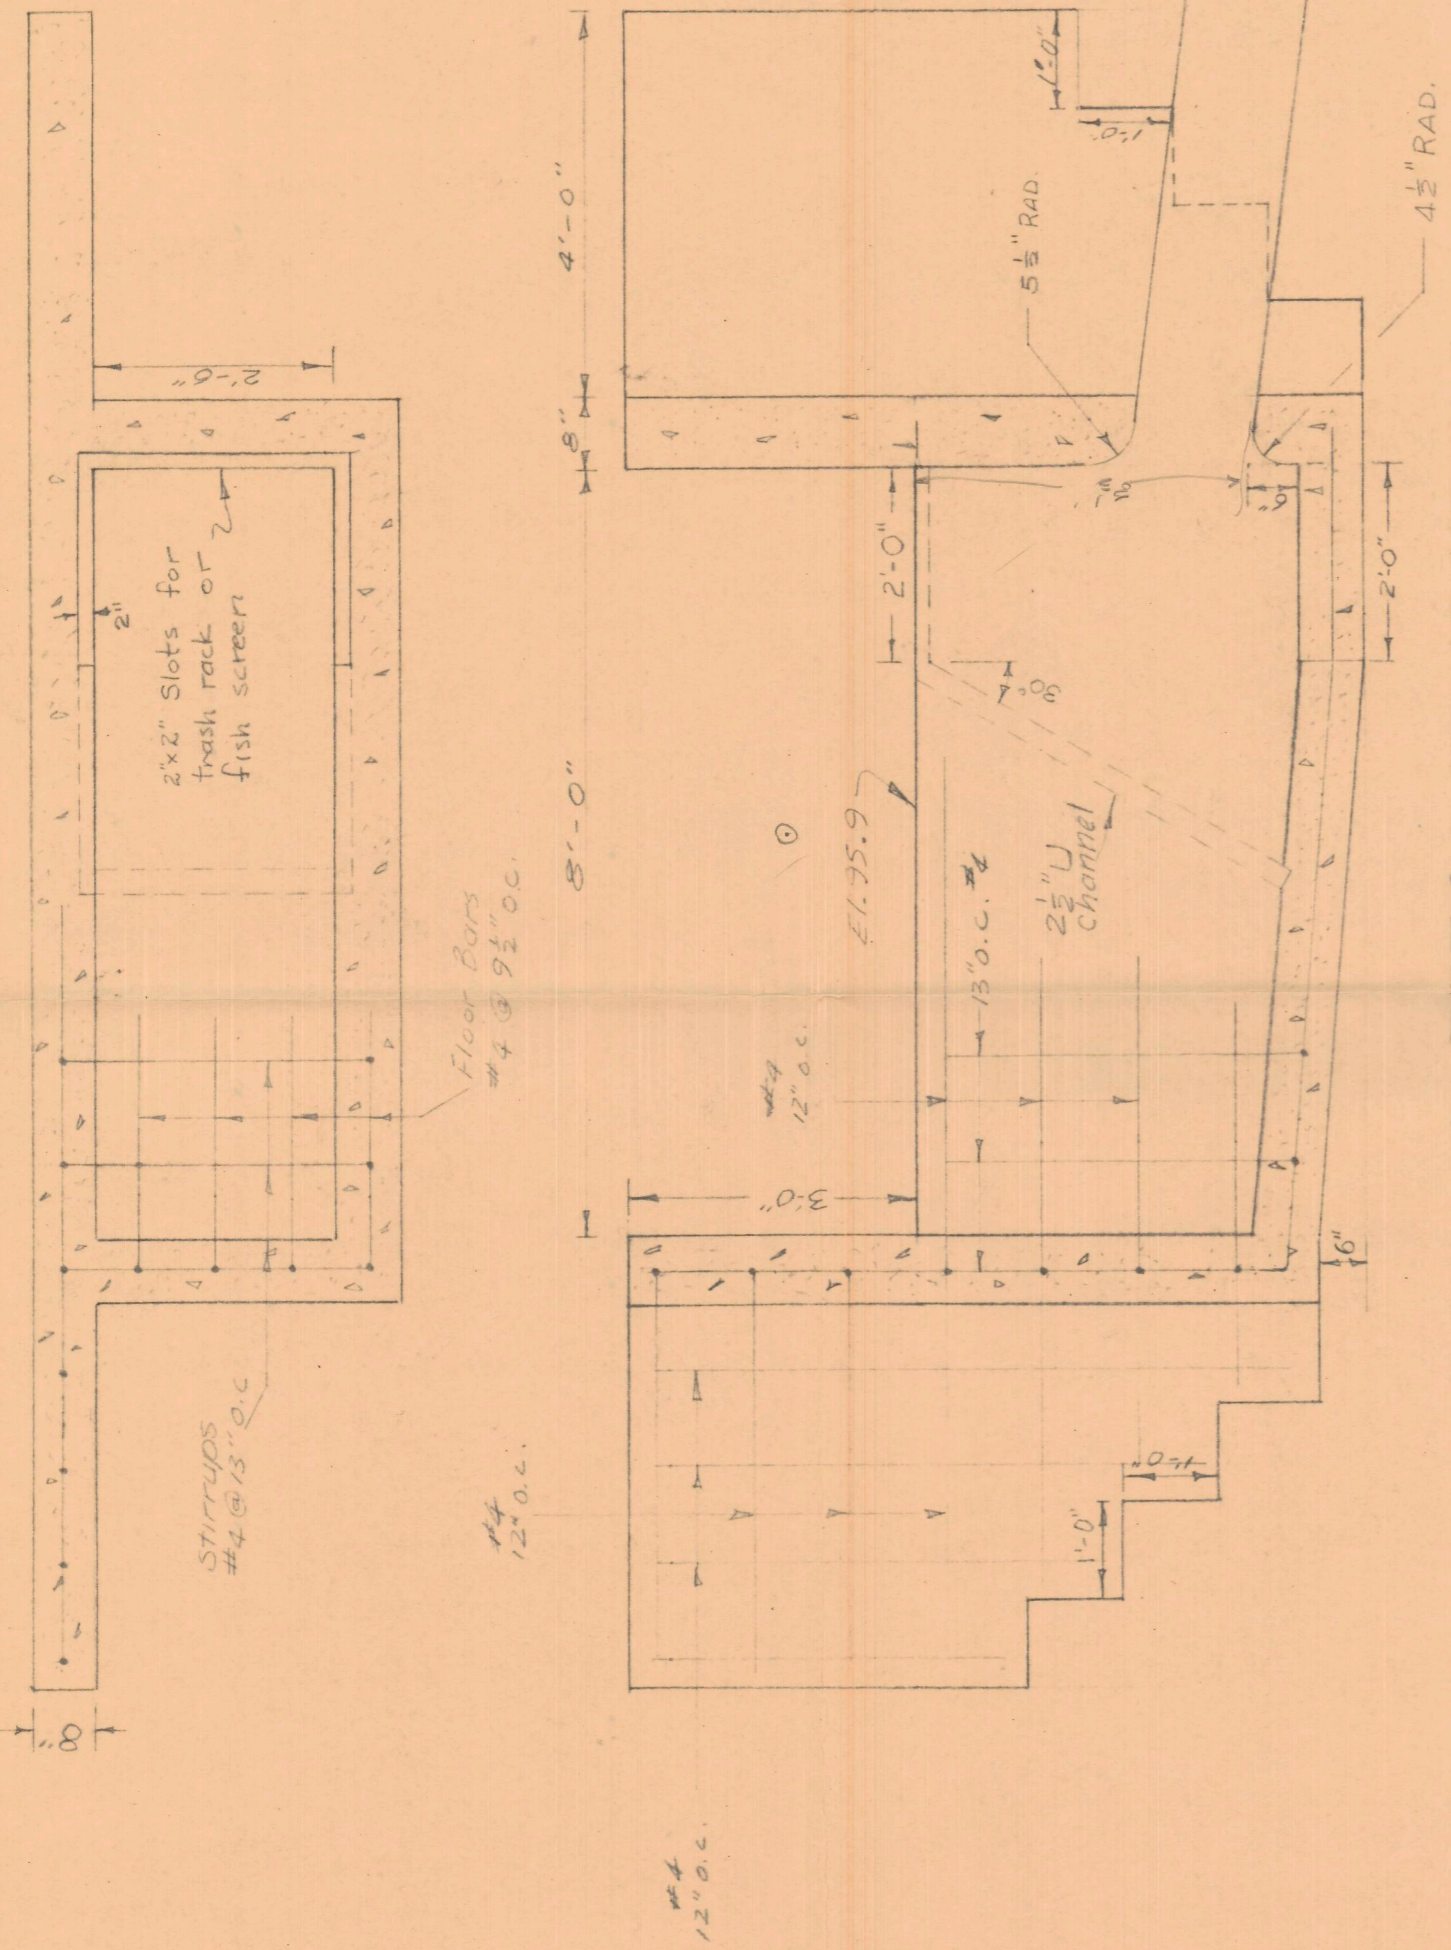 8"
2'-6"
2"
2"x2" Slots for
trash rack or
fish screen
Stirrups
#4 @ 13" O.C
Floor Bars
#4 @ 9½" O.C.
8'-0"
8"
4'-0"
#4
12" O.C.
#4
12" O.C.
#4
12" O.C.
3'-0"
El. 95.9
13" O.C. #4
2½" U
channel
2'-0"
5½" RAD.
1'-0"
1'-0"
1'-0"
1'-0"
6"
6"
2'-0"
4½" RAD.